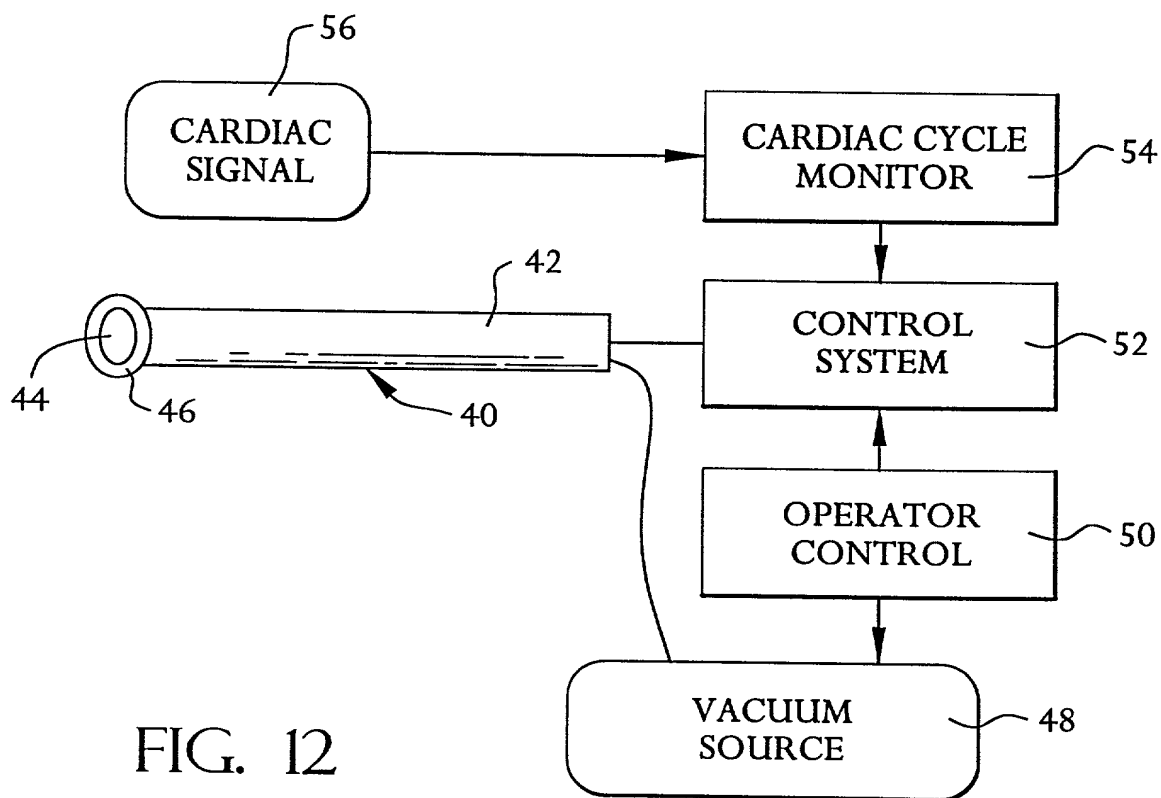 56
CARDIAC
SIGNAL
CARDIAC CYCLE
MONITOR
54
42
44
46
40
CONTROL
SYSTEM
52
OPERATOR
CONTROL
50
VACUUM
SOURCE
48
FIG. 12